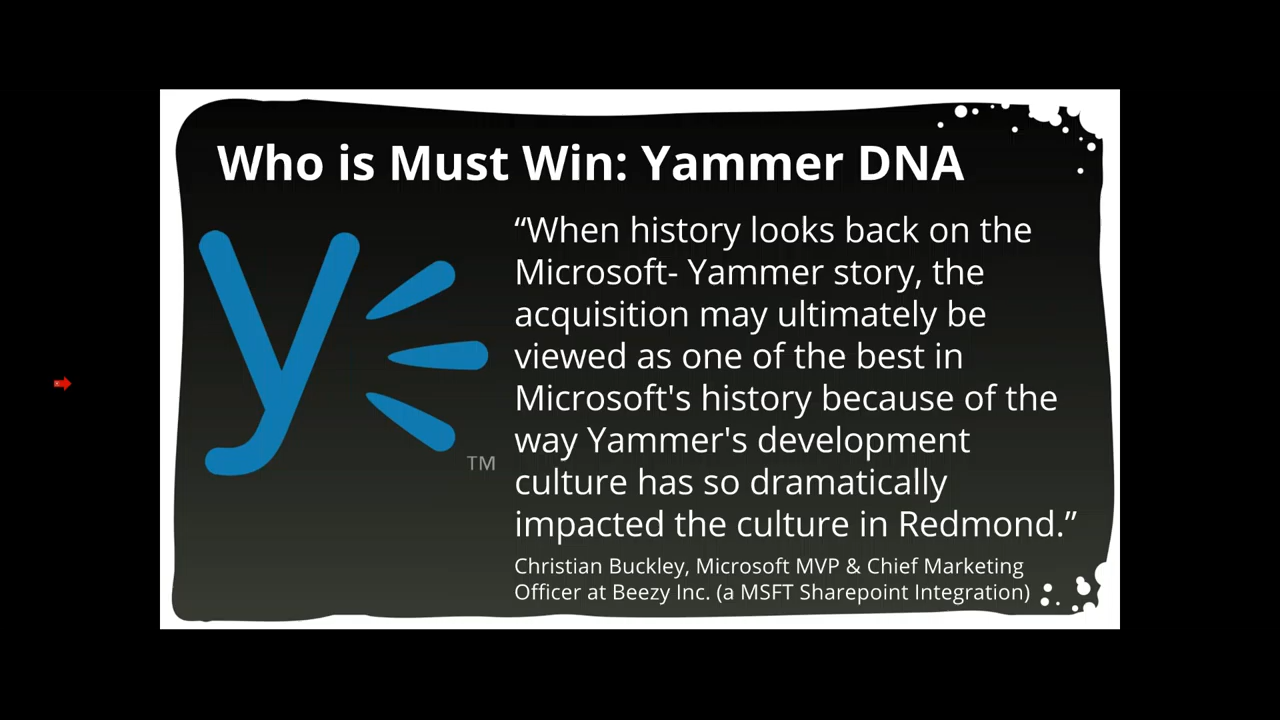 Who is Must Win: Yammer DNA
“When history looks back on the
Microsoft- Yammer story, the
acquisition may ultimately be
viewed as one of the best in
Microsoft's history because of the
way Yammer's development
culture has so dramatically
impacted the culture in Redmond.”
Christian Buckley, Microsoft MVP & Chief Marketing
Officer at Beezy Inc. (a MSFT Sharepoint Integration)
y
TM